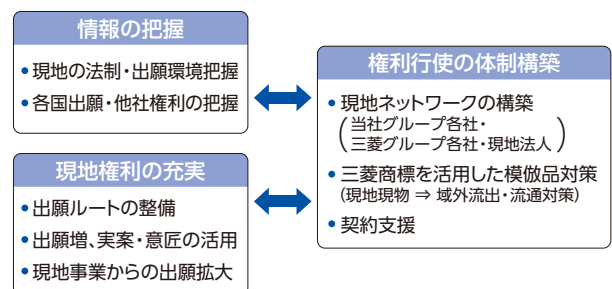 情報の把握
•現地の法制・出願環境把握
•各国出願・他社権利の把握
現地権利の充実
•出願ルートの整備
•出願増、実案・意匠の活用
•現地事業からの出願拡大
権利行使の体制構築
•現地ネットワークの構築
(当社グループ各社・
三菱グループ各社・現地法人)
•三菱商標を活用した模倣品対策
(現地現物 ⇒ 域外流出・流通対策)
•契約支援